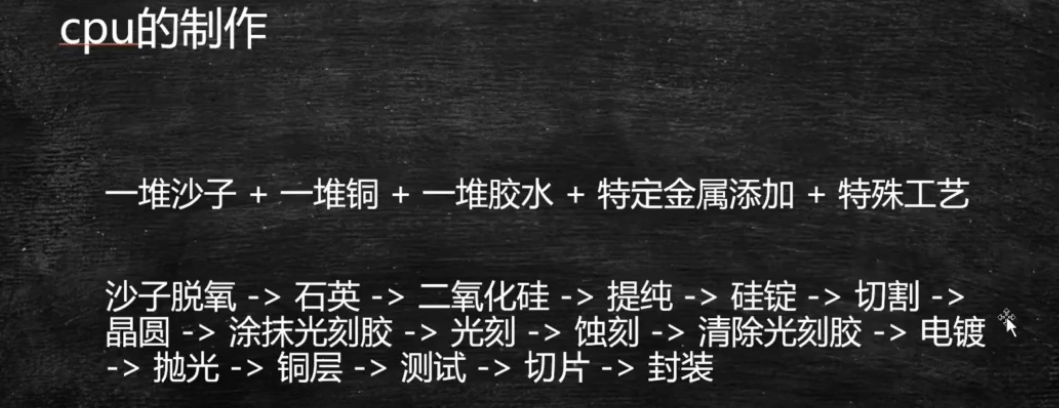 cpu的制作
一堆沙子 + 一堆铜 + 一堆胶水 + 特定金属添加 + 特殊工艺
沙子脱氧 -> 石英 -> 二氧化硅 -> 提纯 -> 硅锭 -> 切割 ->
晶圆 -> 涂抹光刻胶 -> 光刻 -> 蚀刻 -> 清除光刻胶 -> 电镀
-> 抛光 -> 铜层 -> 测试 -> 切片 -> 封装